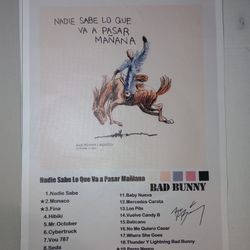 NADIE SABE LO QUE
VA A PASAR
MAÑANA
Nadie Sabe Lo Que Va a Pasar Mañana
BAD BUNNY
1.Nadie Sabe
2.Monaco
3.Fina
4.Hibiki
5.Mr.October
6.Cybertruck
7.Vou 787
8.Seda
11.Baby Nueva
12.Mercedes Carota
13.Los Pits
14.Vuelve Candy B
15.Baticano
16.No Me Quiero Casar
17.Where She Goes
18.Thunder Y Lightning Bad Bunny